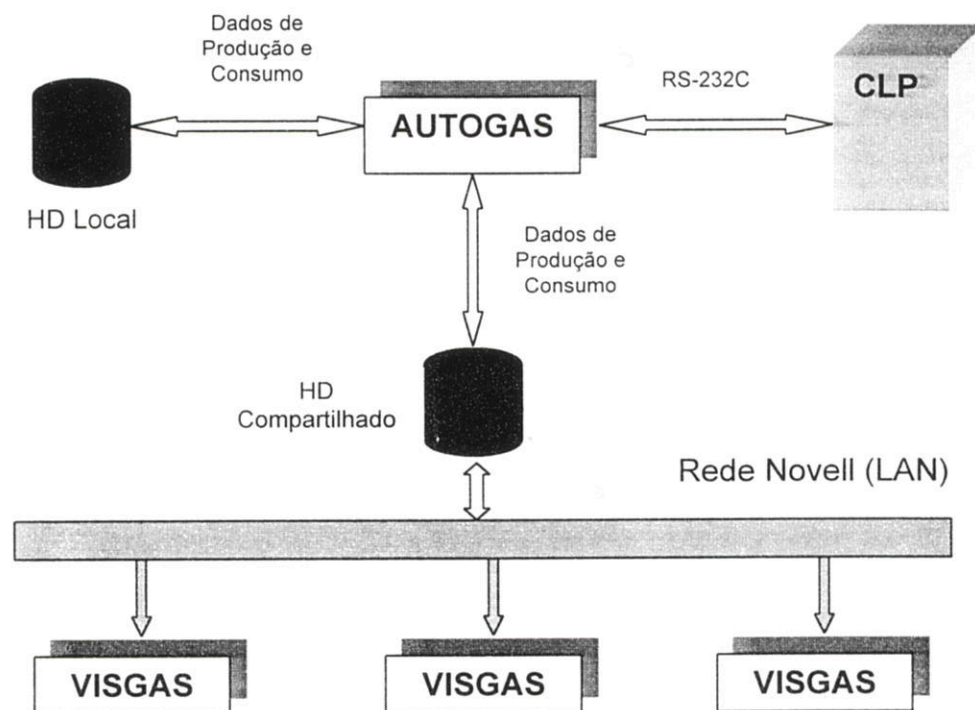 Dados de
Produção e
Consumo
RS-232C
CLP
AUTOGAS
HD Local
Dados de
Produção e
Consumo
HD
Compartilhado
Rede Novell (LAN)
VISGAS
VISGAS
VISGAS